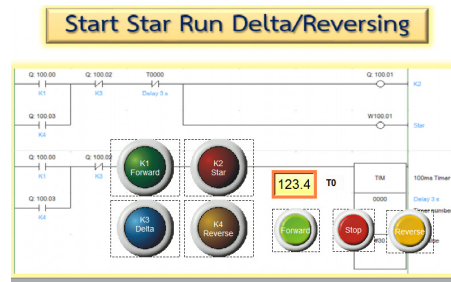 Start Star Run Delta/Reversing
Q: 100.00
Q: 100.02
T0000
Q: 100.01
K1
K3
Delay 3 s
K2
Q: 100.03
W100.01
K4
Star
Q: 100.00
Q: 100.02
K1
Forward
K2
Star
TIM
100ms Timer
K1
K3
123.4
T0
Q: 100.03
0000
Delay 3 s
K4
Timer number
K3
Delta
K4
Reverse
Forward
Stop
Reverse